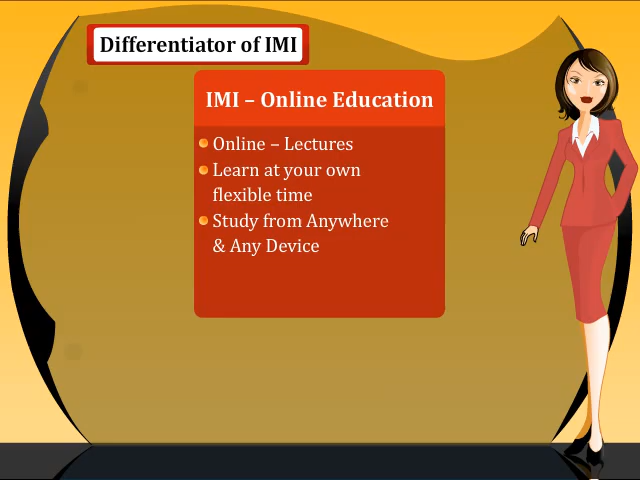 Differentiator of IMI
IMI – Online Education
Online – Lectures
Learn at your own
flexible time
Study from Anywhere
& Any Device